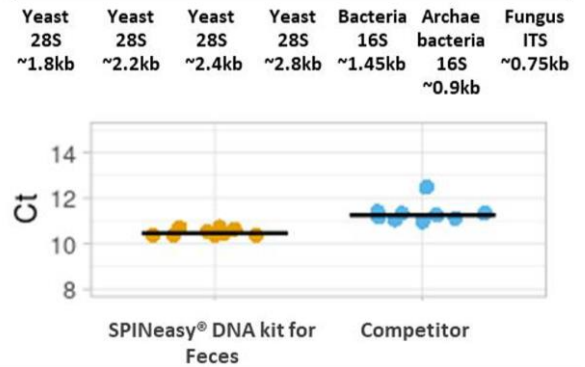 Yeast Yeast Yeast Yeast Bacteria Archae Fungus
28S 28S 28S 28S 16S bacteria ITS
~1.8kb ~2.2kb ~2.4kb ~2.8kb ~1.45kb 16S ~0.75kb
~0.9kb
14
12
Ct
10
8
SPINeasy® DNA kit for Competitor
Feces